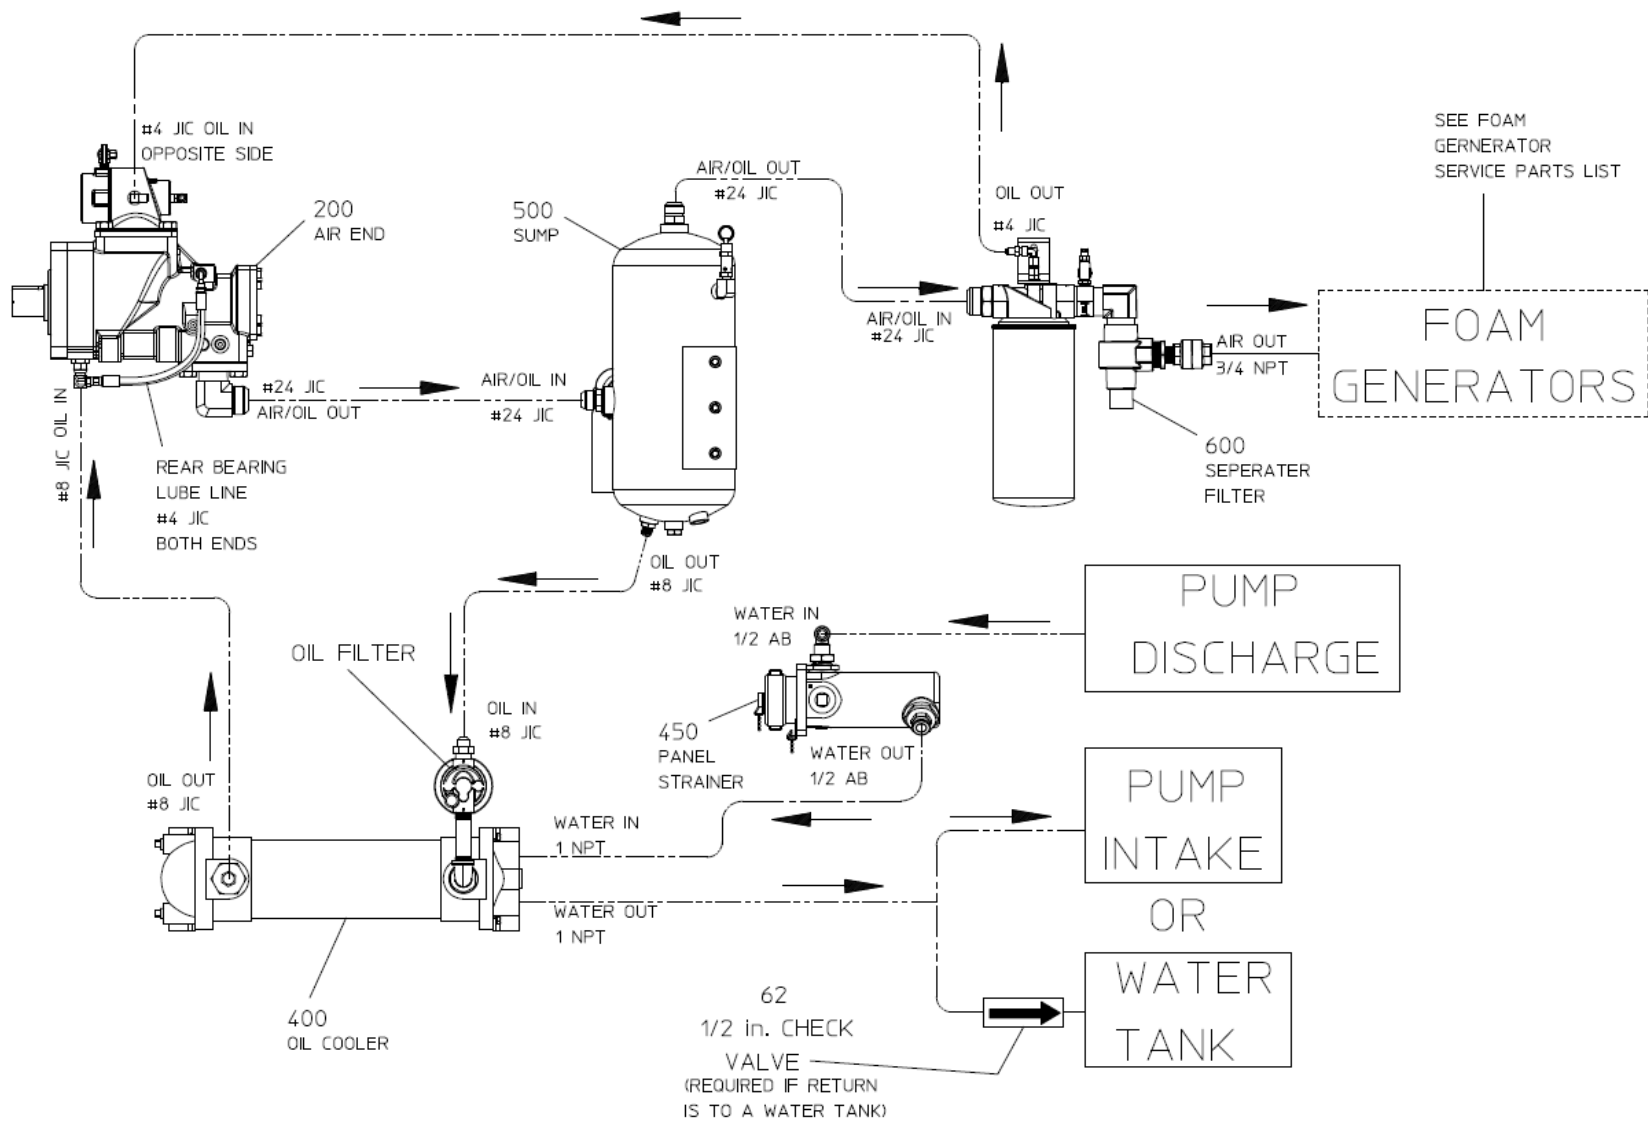 #4 JIC OIL IN
OPPOSITE SIDE
200
AIR END
500
SUMP
AIR/OIL OUT
#24 JIC
OIL OUT
#4 JIC
SEE FOAM
GERNERATOR
SERVICE PARTS LIST
AIR/OIL IN
#24 JIC
FOAM
GENERATORS
AIR OUT
3/4 NPT
#24 JIC
AIR/OIL OUT
AIR/OIL IN
#24 JIC
#8 JIC OIL IN
REAR BEARING
LUBE LINE
#4 JIC
BOTH ENDS
600
SEPERATER
FILTER
OIL OUT
#8 JIC
PUMP
DISCHARGE
WATER IN
1/2 AB
OIL FILTER
OIL IN
#8 JIC
450
PANEL
STRAINER
WATER OUT
1/2 AB
OIL OUT
#8 JIC
WATER IN
1 NPT
PUMP
INTAKE
OR
WATER OUT
1 NPT
WATER
TANK
400
OIL COOLER
62
1/2 in. CHECK
VALVE
(REQUIRED IF RETURN
IS TO A WATER TANK)